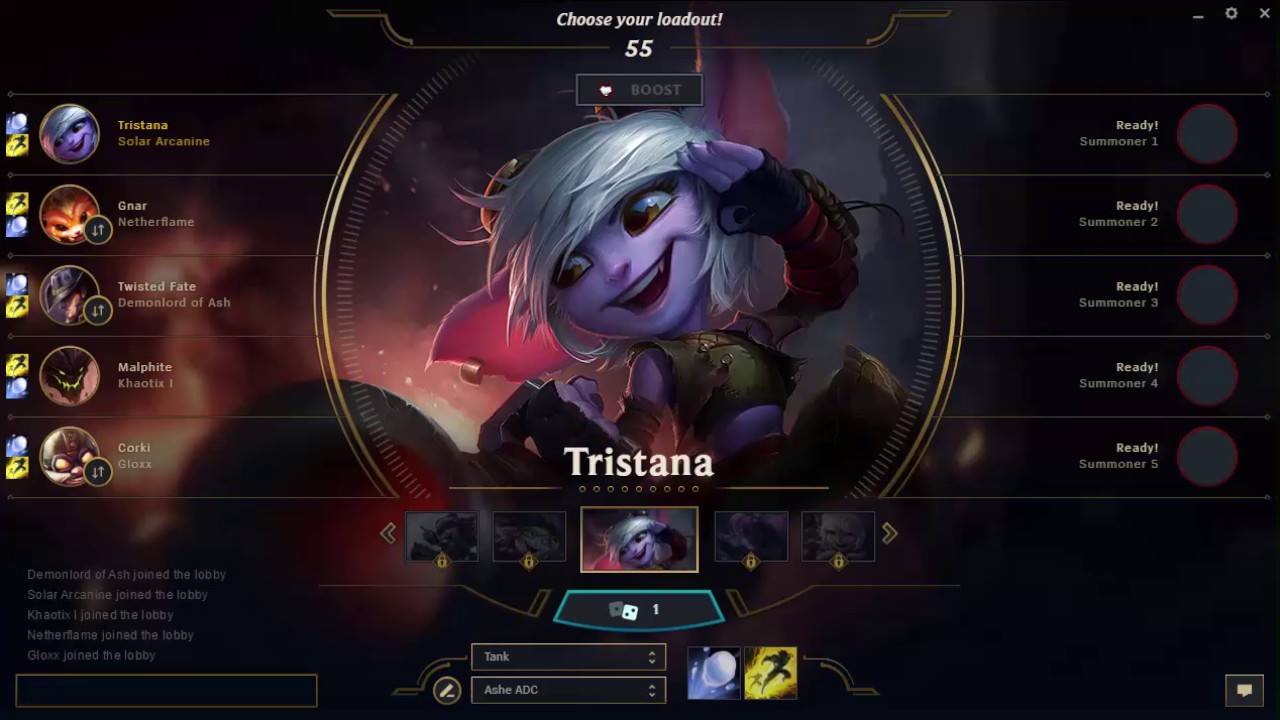 Choose your loadout!
55
BOOST
Tristana
Solar Arcanine
Gnar
Netherflame
Twisted Fate
Demonlord of Ash
Malphite
Khaotix I
Corki
Gloxx
Ready!
Summoner 1
Ready!
Summoner 2
Ready!
Summoner 3
Ready!
Summoner 4
Ready!
Summoner 5
Tristana
Demonlord of Ash joined the lobby
Solar Arcanine joined the lobby
Khaotix I joined the lobby
Netherflame joined the lobby
Gloxx joined the lobby
1
Tank
Ashe ADC